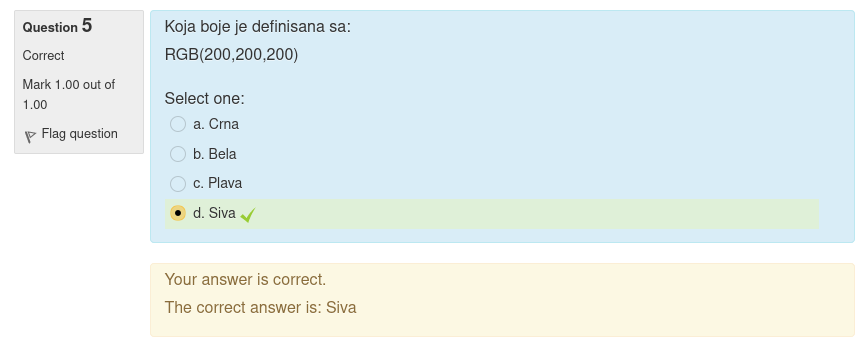 Question 5
Correct
Mark 1.00 out of
1.00
Flag question
Koja boje je definisana sa:
RGB(200,200,200)
Select one:
a. Crna
b. Bela
c. Plava
d. Siva
Your answer is correct.
The correct answer is: Siva